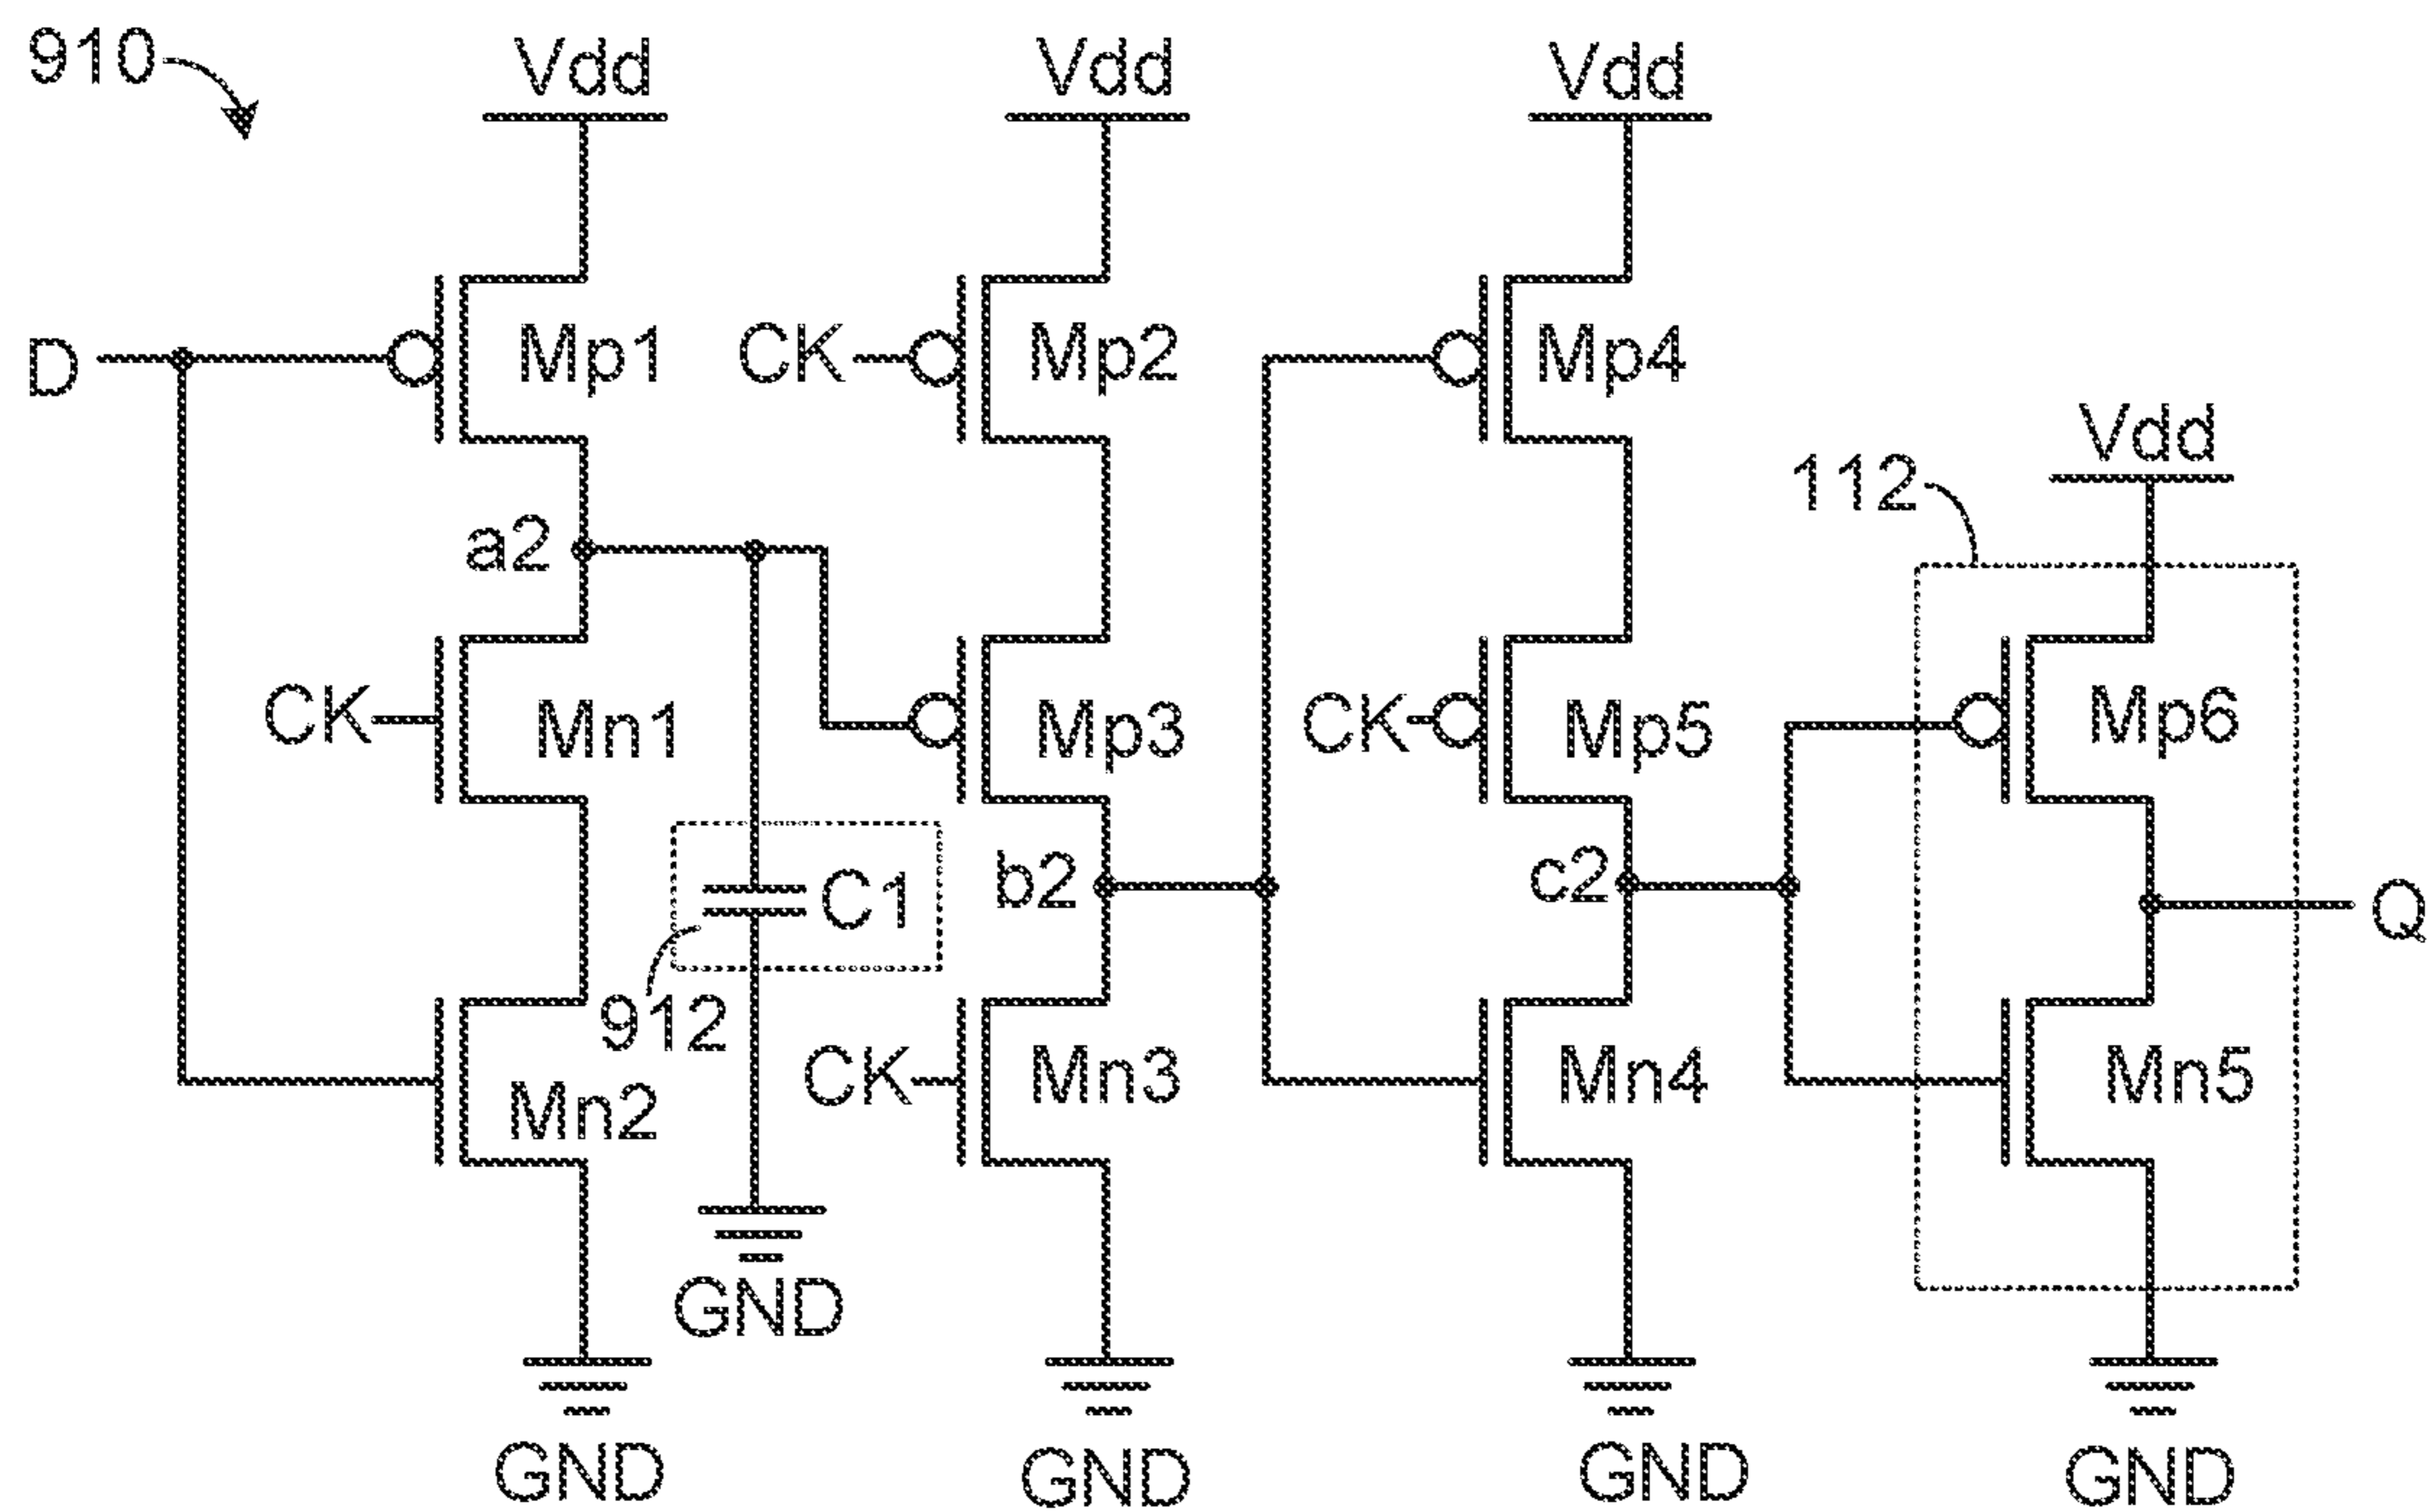 910
Vdd
Vdd
Vdd
D
Mp1
CK
Mp2
Mp4
Vdd
112
a2
CK
Mn1
Mp3
CK
Mp5
Mp6
C1
b2
c2
Q
912
Mn2
CK
Mn3
Mn4
Mn5
GND
GND
GND
GND
GND